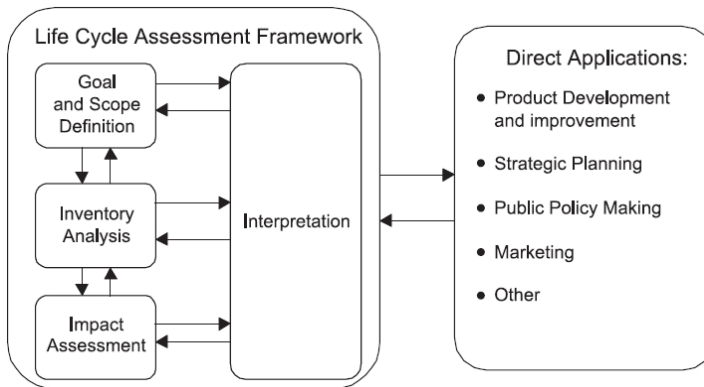 Life Cycle Assessment Framework
Goal
and Scope
Definition
Inventory
Analysis
Impact
Assessment
Interpretation
Direct Applications:
• Product Development
and improvement
• Strategic Planning
• Public Policy Making
• Marketing
• Other